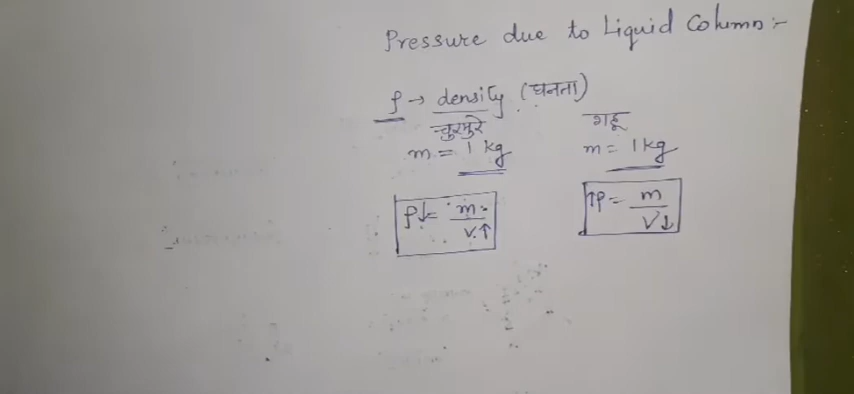 Pressure due to Liquid Column :-
ρ → density (घनता)
चुरमुरे
गहू
m = 1 kg
m = 1 kg
ρ↓ = m / V↑
↑ρ = m / V↓